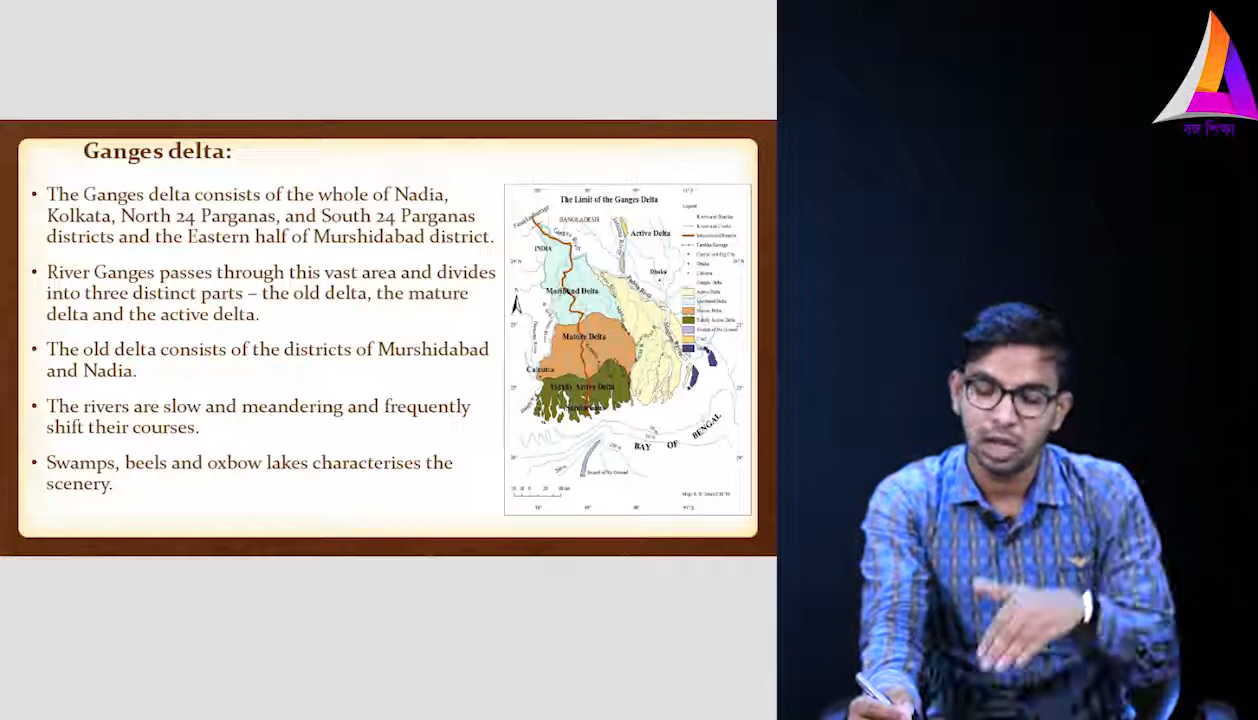 Ganges delta:
• The Ganges delta consists of the whole of Nadia,
Kolkata, North 24 Parganas, and South 24 Parganas
districts and the Eastern half of Murshidabad district.
• River Ganges passes through this vast area and divides
into three distinct parts – the old delta, the mature
delta and the active delta.
• The old delta consists of the districts of Murshidabad
and Nadia.
• The rivers are slow and meandering and frequently
shift their courses.
• Swamps, beels and oxbow lakes characterises the
scenery.
The Limit of the Ganges Delta
BANGLADESH
Active Delta
INDIA
Dhaka
Moribund Delta
Mature Delta
Calcutta
Tidally Active Delta
BAY OF BENGAL
Legend
বঙ্গ শিক্ষা